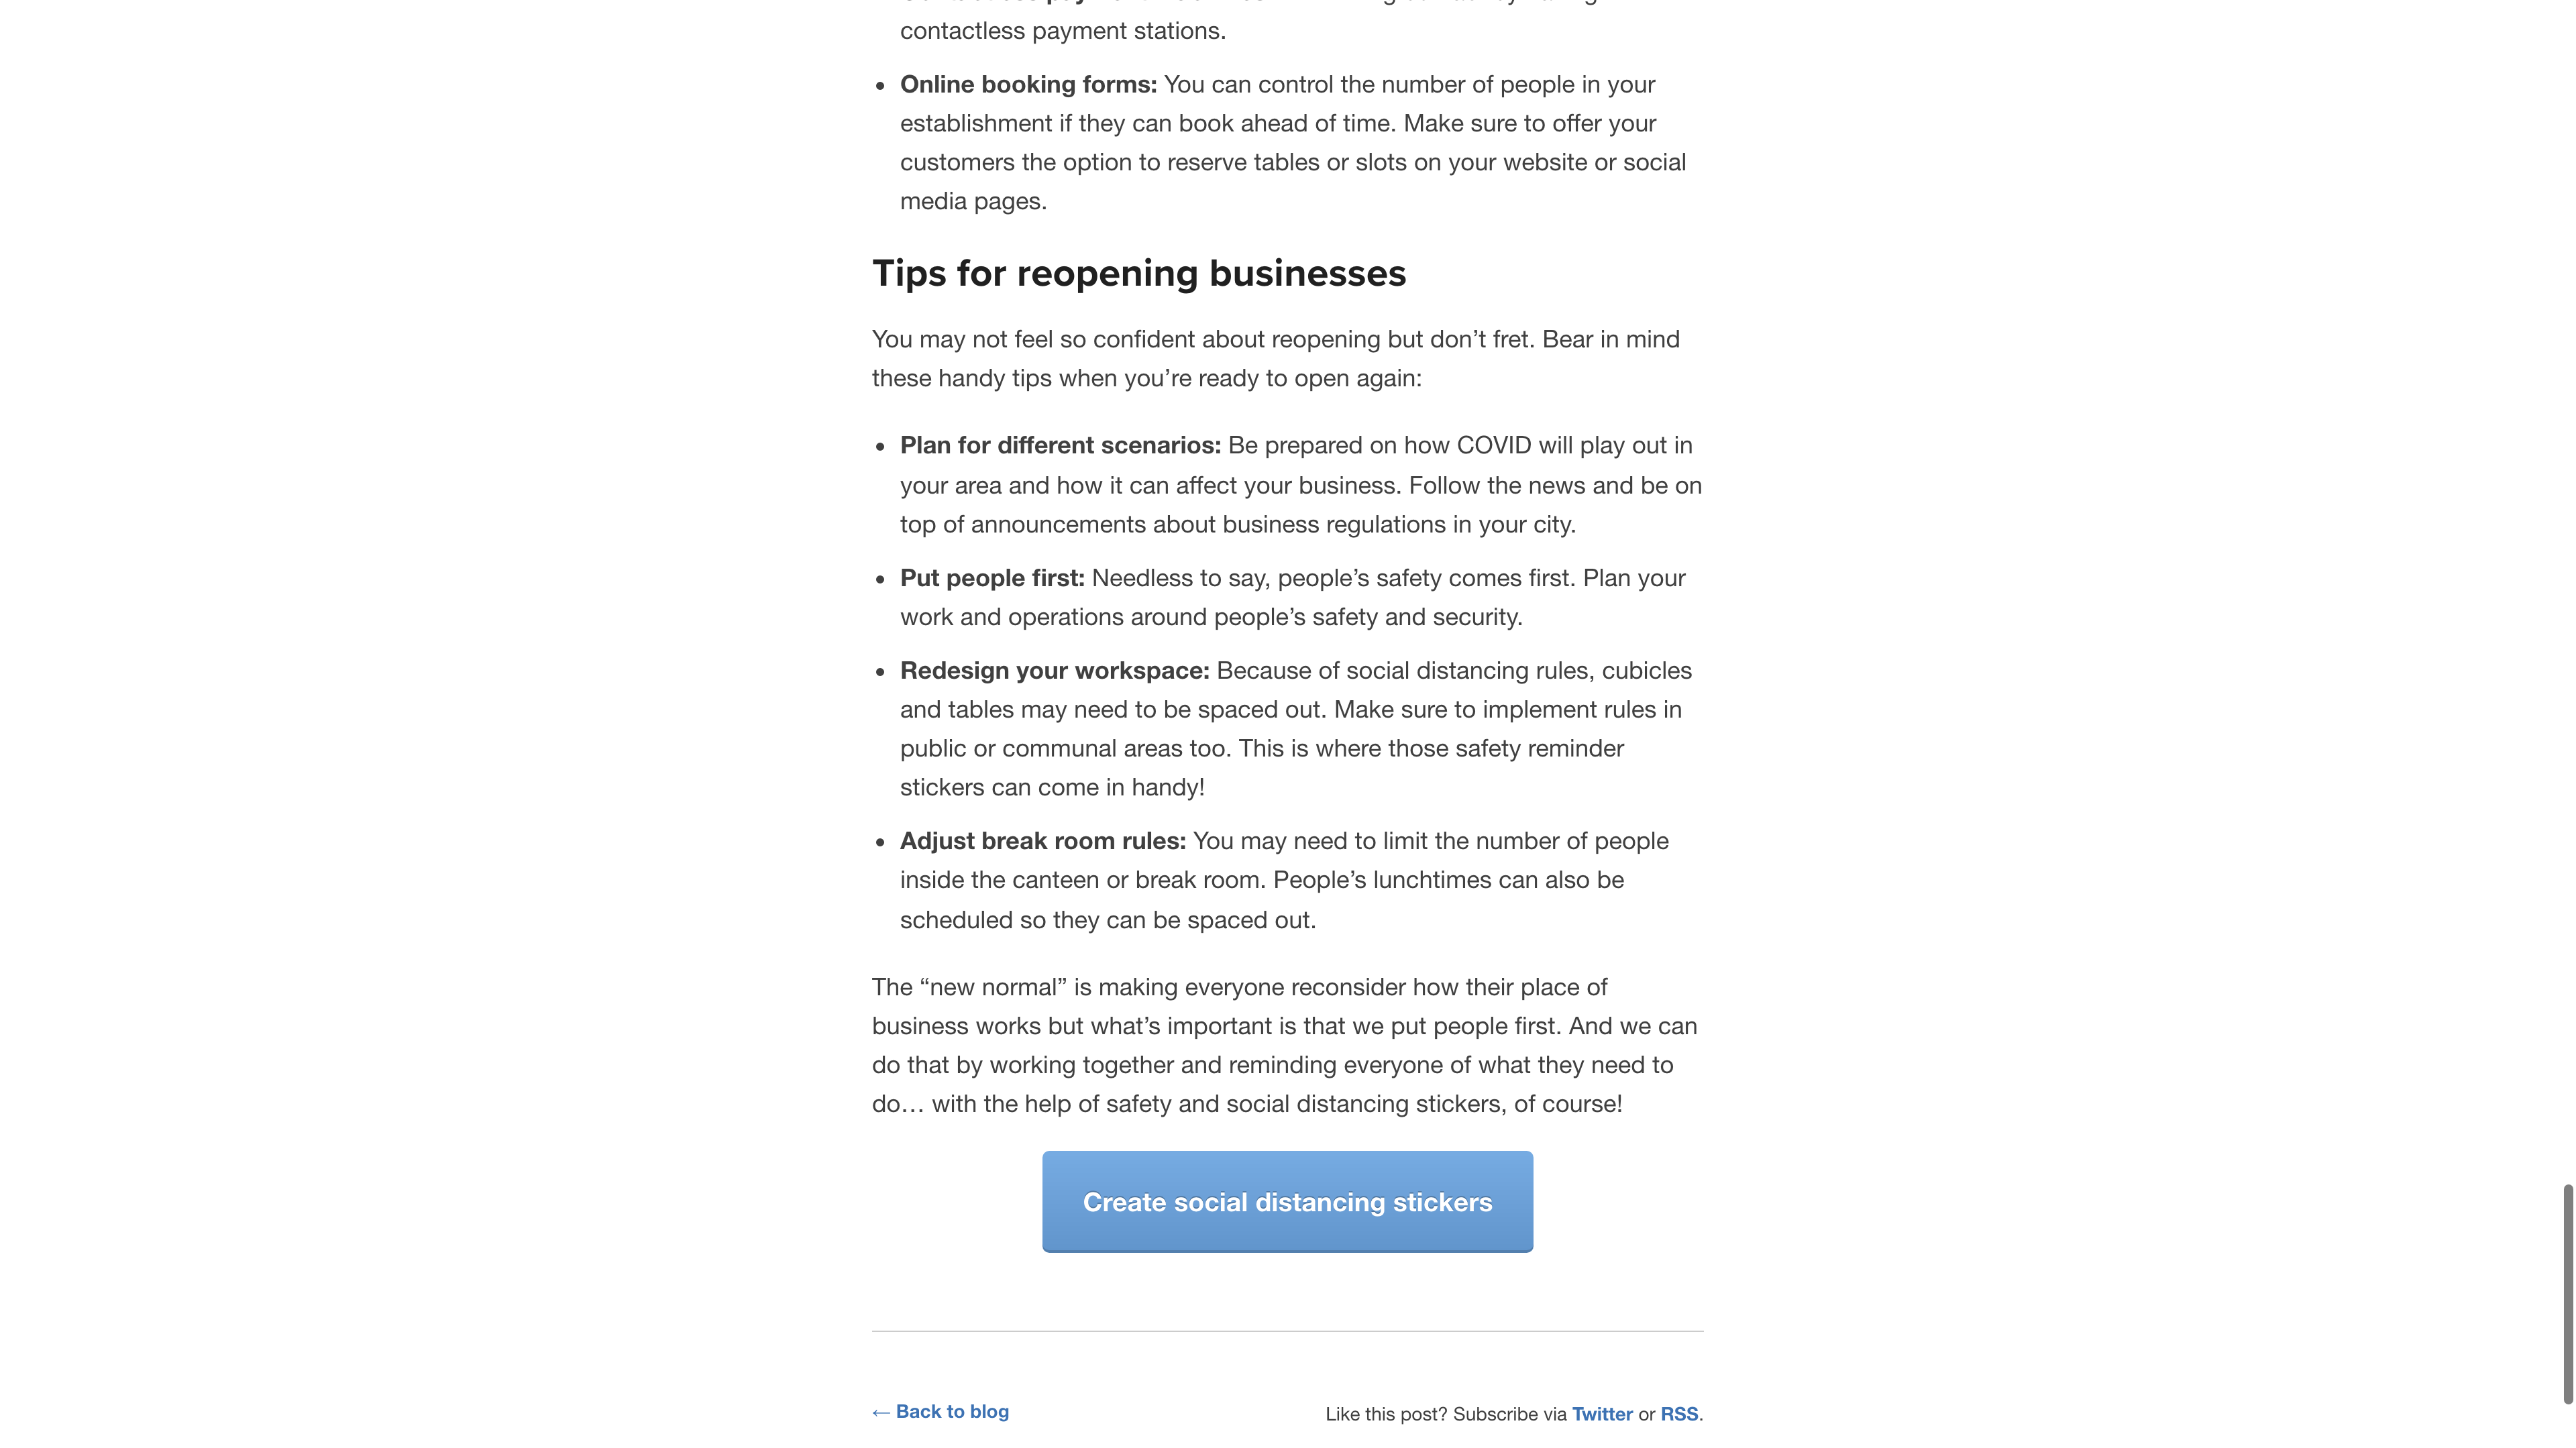 contactless payment stations.
• Online booking forms: You can control the number of people in your
establishment if they can book ahead of time. Make sure to offer your
customers the option to reserve tables or slots on your website or social
media pages.
Tips for reopening businesses
You may not feel so confident about reopening but don’t fret. Bear in mind
these handy tips when you’re ready to open again:
• Plan for different scenarios: Be prepared on how COVID will play out in
your area and how it can affect your business. Follow the news and be on
top of announcements about business regulations in your city.
• Put people first: Needless to say, people’s safety comes first. Plan your
work and operations around people’s safety and security.
• Redesign your workspace: Because of social distancing rules, cubicles
and tables may need to be spaced out. Make sure to implement rules in
public or communal areas too. This is where those safety reminder
stickers can come in handy!
• Adjust break room rules: You may need to limit the number of people
inside the canteen or break room. People’s lunchtimes can also be
scheduled so they can be spaced out.
The “new normal” is making everyone reconsider how their place of
business works but what’s important is that we put people first. And we can
do that by working together and reminding everyone of what they need to
do… with the help of safety and social distancing stickers, of course!
Create social distancing stickers
← Back to blog
Like this post? Subscribe via Twitter or RSS.